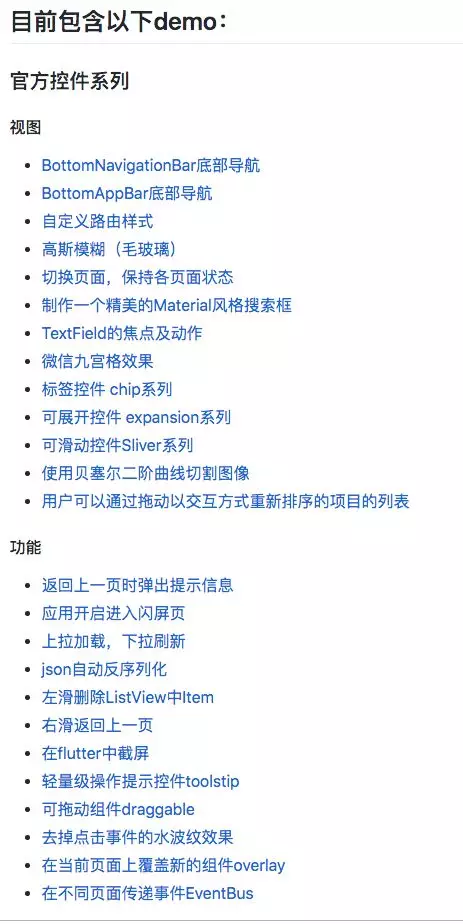 目前包含以下demo：
官方控件系列
视图
BottomNavigationBar底部导航
BottomAppBar底部导航
自定义路由样式
高斯模糊（毛玻璃）
切换页面，保持各页面状态
制作一个精美的Material风格搜索框
TextField的焦点及动作
微信九宫格效果
标签控件 chip系列
可展开控件 expansion系列
可滑动控件Sliver系列
使用贝塞尔二阶曲线切割图像
用户可以通过拖动以交互方式重新排序的项目的列表
功能
返回上一页时弹出提示信息
应用开启进入闪屏页
上拉加载，下拉刷新
json自动反序列化
左滑删除ListView中Item
右滑返回上一页
在flutter中截屏
轻量级操作提示控件toolstip
可拖动组件draggable
去掉点击事件的水波纹效果
在当前页面上覆盖新的组件overlay
在不同页面传递事件EventBus